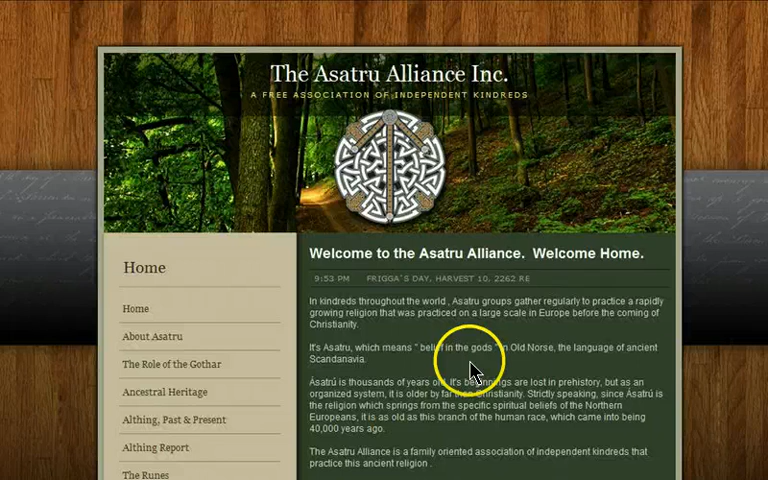 The Asatru Alliance Inc.
A FREE ASSOCIATION OF INDEPENDENT KINDREDS
Home
Home
About Asatru
The Role of the Gothar
Ancestral Heritage
Althing, Past & Present
Althing Report
The Runes
Welcome to the Asatru Alliance. Welcome Home.
9:53 PM FRIGGA'S DAY, HARVEST 10, 2262 RE
In kindreds throughout the world , Asatru groups gather regularly to practice a rapidly
growing religion that was practiced on a large scale in Europe before the coming of
Christianity.
It's Asatru, which means " belief in the gods " in Old Norse, the language of ancient
Scandanavia.
Ásatrú is thousands of years old. It's beginnings are lost in prehistory, but as an
organized system, it is older by far than Christianity. Strictly speaking, since Ásatrú is
the religion which springs from the specific spiritual beliefs of the Northern
Europeans, it is as old as this branch of the human race, which came into being
40,000 years ago.
The Asatru Alliance is a family oriented association of independent kindreds that
practice this ancient religion .